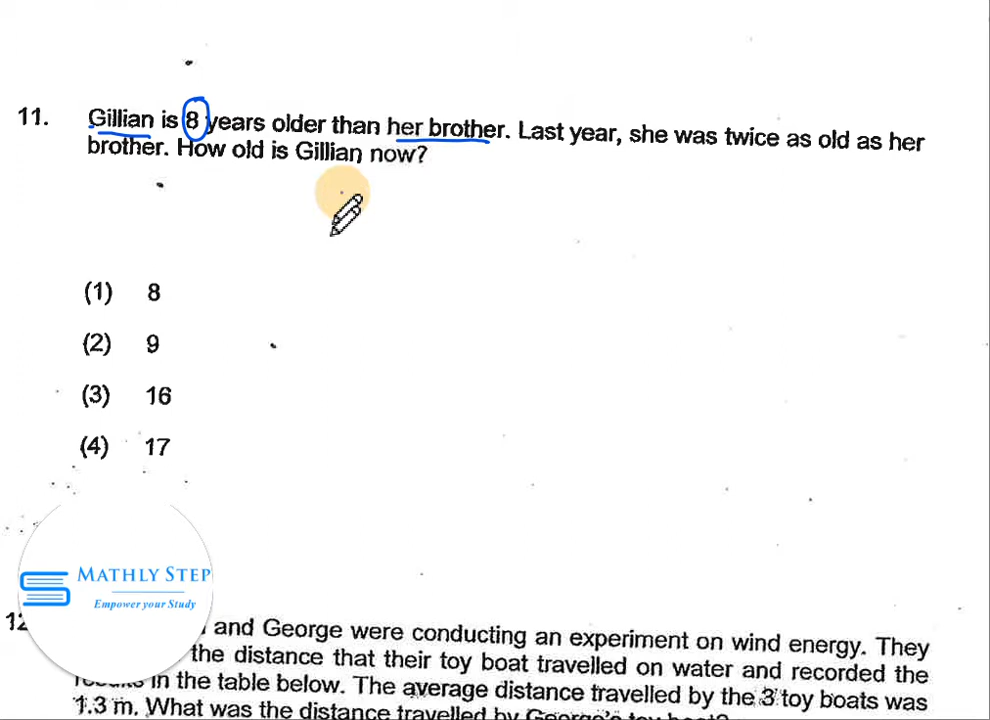 11. Gillian is 8 years older than her brother. Last year, she was twice as old as her
brother. How old is Gillian now?
(1) 8
(2) 9
(3) 16
(4) 17
MATHLY STEP
Empower your Study
12
and George were conducting an experiment on wind energy. They
the distance that their toy boat travelled on water and recorded the
in the table below. The average distance travelled by the 3 toy boats was
1.3 m. What was the distance travelled by George's toy boat?